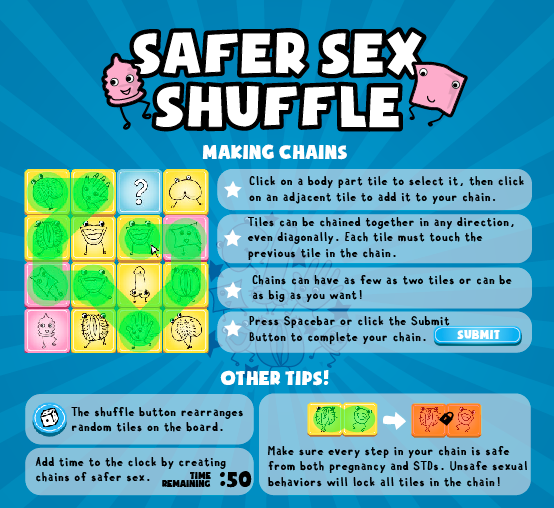 SAFER SEX
SHUFFLE
MAKING CHAINS
?
Click on a body part tile to select it, then click
on an adjacent tile to add it to your chain.
Tiles can be chained together in any direction,
even diagonally. Each tile must touch the
previous tile in the chain.
Chains can have as few as two tiles or can be
as big as you want!
Press Spacebar or click the Submit
Button to complete your chain.
SUBMIT
OTHER TIPS!
The shuffle button rearranges
random tiles on the board.
Add time to the clock by creating
chains of safer sex.
TIME
REMAINING :50
Make sure every step in your chain is safe
from both pregnancy and STDs. Unsafe sexual
behaviors will lock all tiles in the chain!